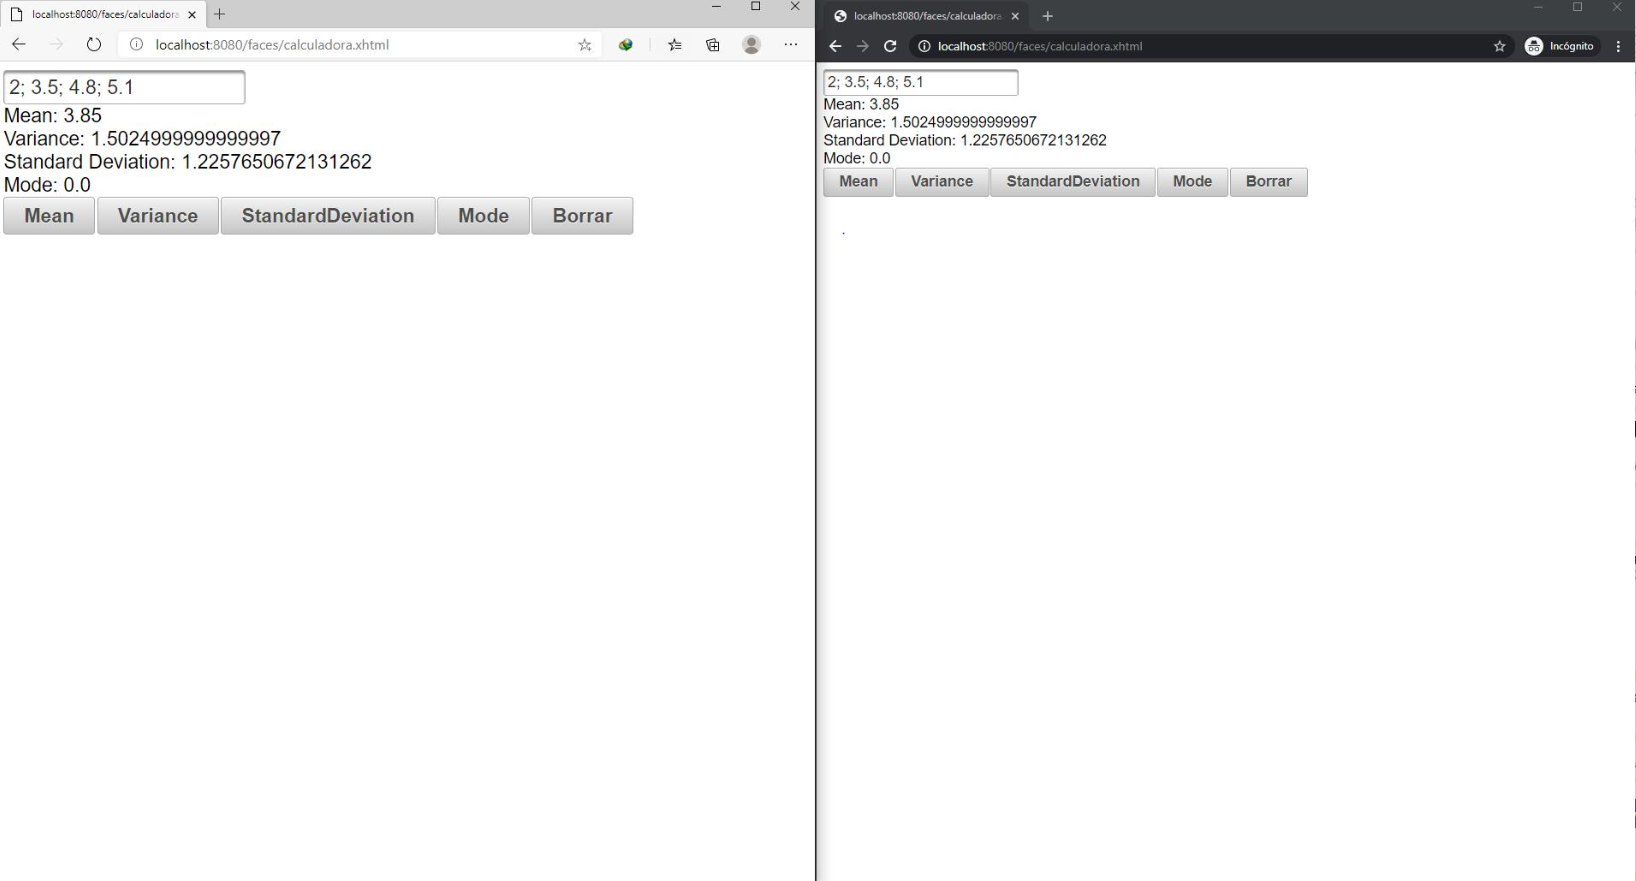 localhost:8080/faces/calculadora
localhost:8080/faces/calculadora.xhtml
2; 3.5; 4.8; 5.1
Mean: 3.85
Variance: 1.5024999999999997
Standard Deviation: 1.2257650672131262
Mode: 0.0
Mean Variance StandardDeviation Mode Borrar
localhost:8080/faces/calculadora
localhost:8080/faces/calculadora.xhtml Incógnito
2; 3.5; 4.8; 5.1
Mean: 3.85
Variance: 1.5024999999999997
Standard Deviation: 1.2257650672131262
Mode: 0.0
Mean Variance StandardDeviation Mode Borrar